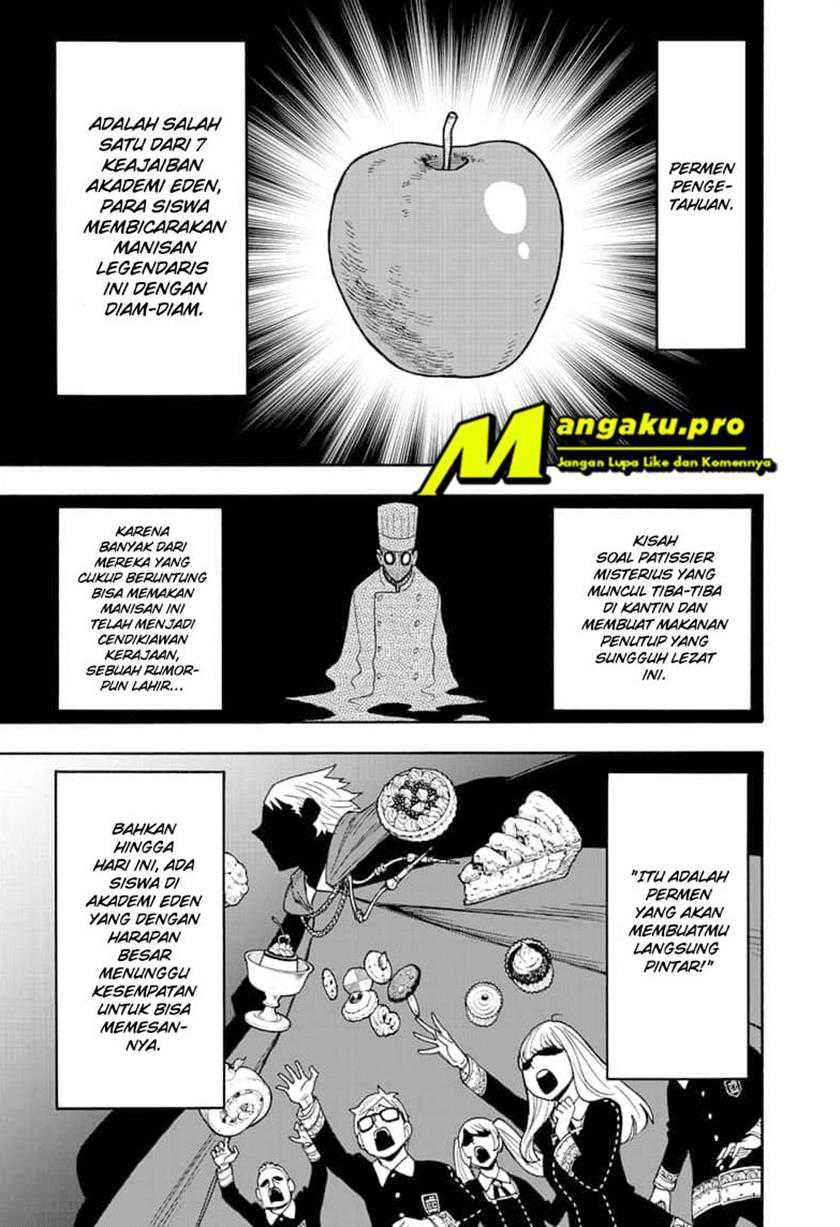 PERMEN
PENGE-
TAHUAN.
ADALAH SALAH
SATU DARI 7
KEAJAIBAN
AKADEMI EDEN,
PARA SISWA
MEMBICARAKAN
MANISAN
LEGENDARIS
INI DENGAN
DIAM-DIAM.
Mangaku.pro
Jangan Lupa Like dan Komennya
KISAH
SOAL PATISSIER
MISTERIUS YANG
MUNCUL TIBA-TIBA
DI KANTIN DAN
MEMBUAT MAKANAN
PENUTUP YANG
SUNGGUH LEZAT
INI.
KARENA
BANYAK DARI
MEREKA YANG
CUKUP BERUNTUNG
BISA MEMAKAN
MANISAN INI
TELAH MENJADI
CENDIKIAWAN
KERAJAAN,
SEBUAH RUMOR-
PUN LAHIR...
"ITU ADALAH
PERMEN
YANG AKAN
MEMBUATMU
LANGSUNG
PINTAR!"
BAHKAN
HINGGA
HARI INI, ADA
SISWA DI
AKADEMI EDEN
YANG DENGAN
HARAPAN
BESAR
MENUNGGU
KESEMPATAN
UNTUK BISA
MEMESAN-
NYA.